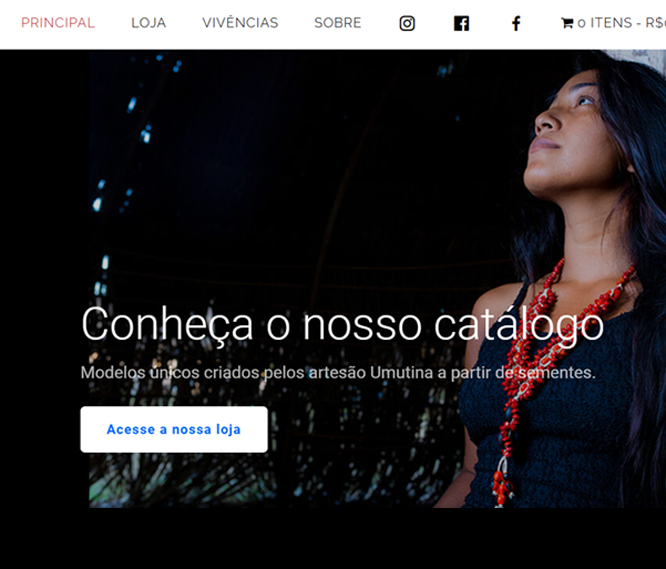 PRINCIPAL LOJA VIVÊNCIAS SOBRE 0 ITENS - R$
Conheça o nosso catálogo
Modelos únicos criados pelos artesão Umutina a partir de sementes.
Acesse a nossa loja